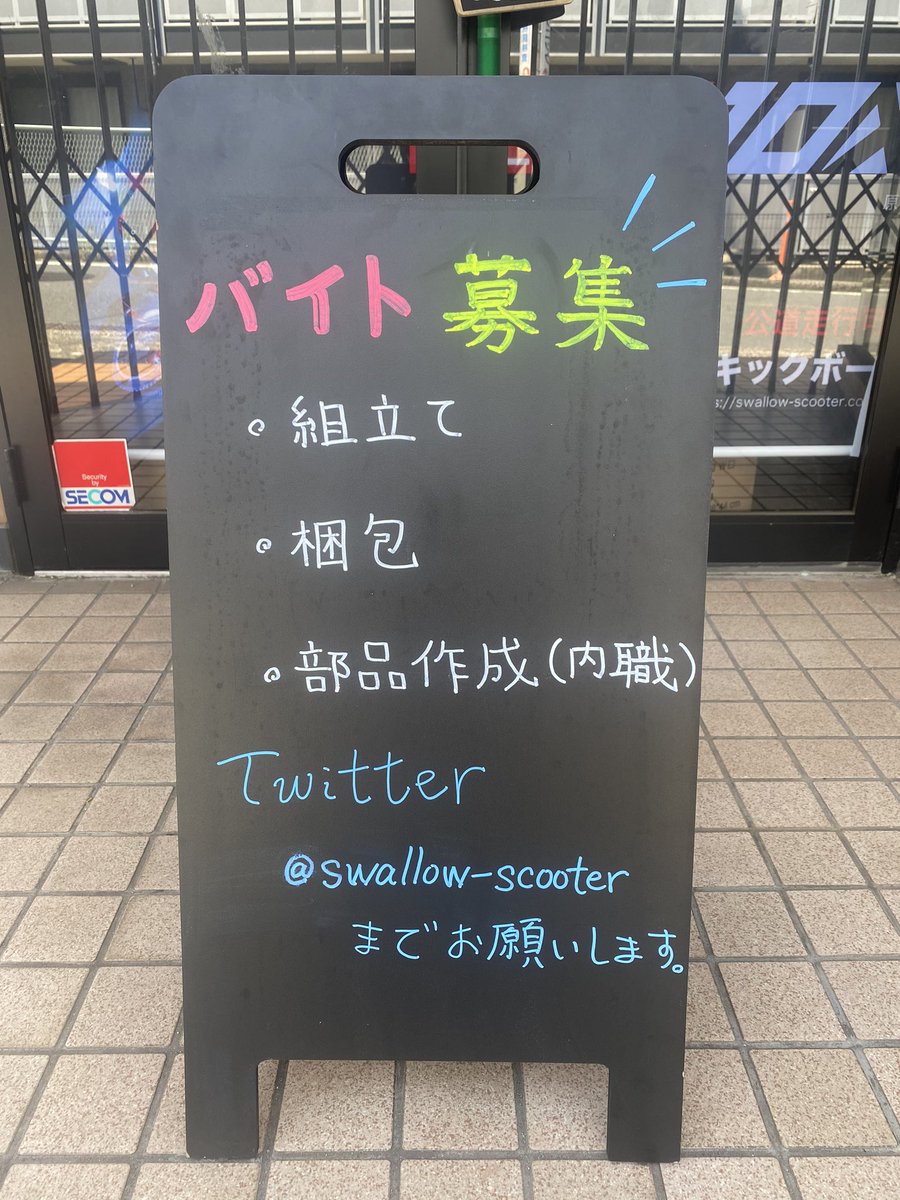 バイト募集
。組立て
。梱包
。部品作成(内職)
Twitter
@swallow-scooter
までお願いします。
Security
by
SECOM
公道走行
キックボー
s://swallow-scooter.co